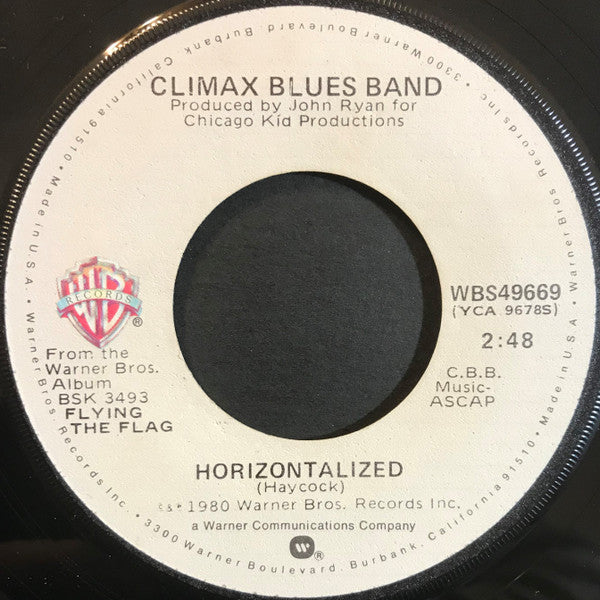 CLIMAX BLUES BAND
Produced by John Ryan for
Chicago Kid Productions
WB
RECORDS
®
WBS49669
(YCA 9678S)
2:48
C.B.B.
Music-
ASCAP
From the
Warner Bros.
Album
BSK 3493
FLYING
THE FLAG
HORIZONTALIZED
(Haycock)
1980 Warner Bros. Records Inc.
a Warner Communications Company
®
3300 Warner Boulevard, Burbank, California 91510 • Made in U.S.A. • Warner Bros Records Inc. • 3300 Warner Boulevard, Burbank, California 91510 • Made in U.S.A. • Warner Bros Records Inc. •